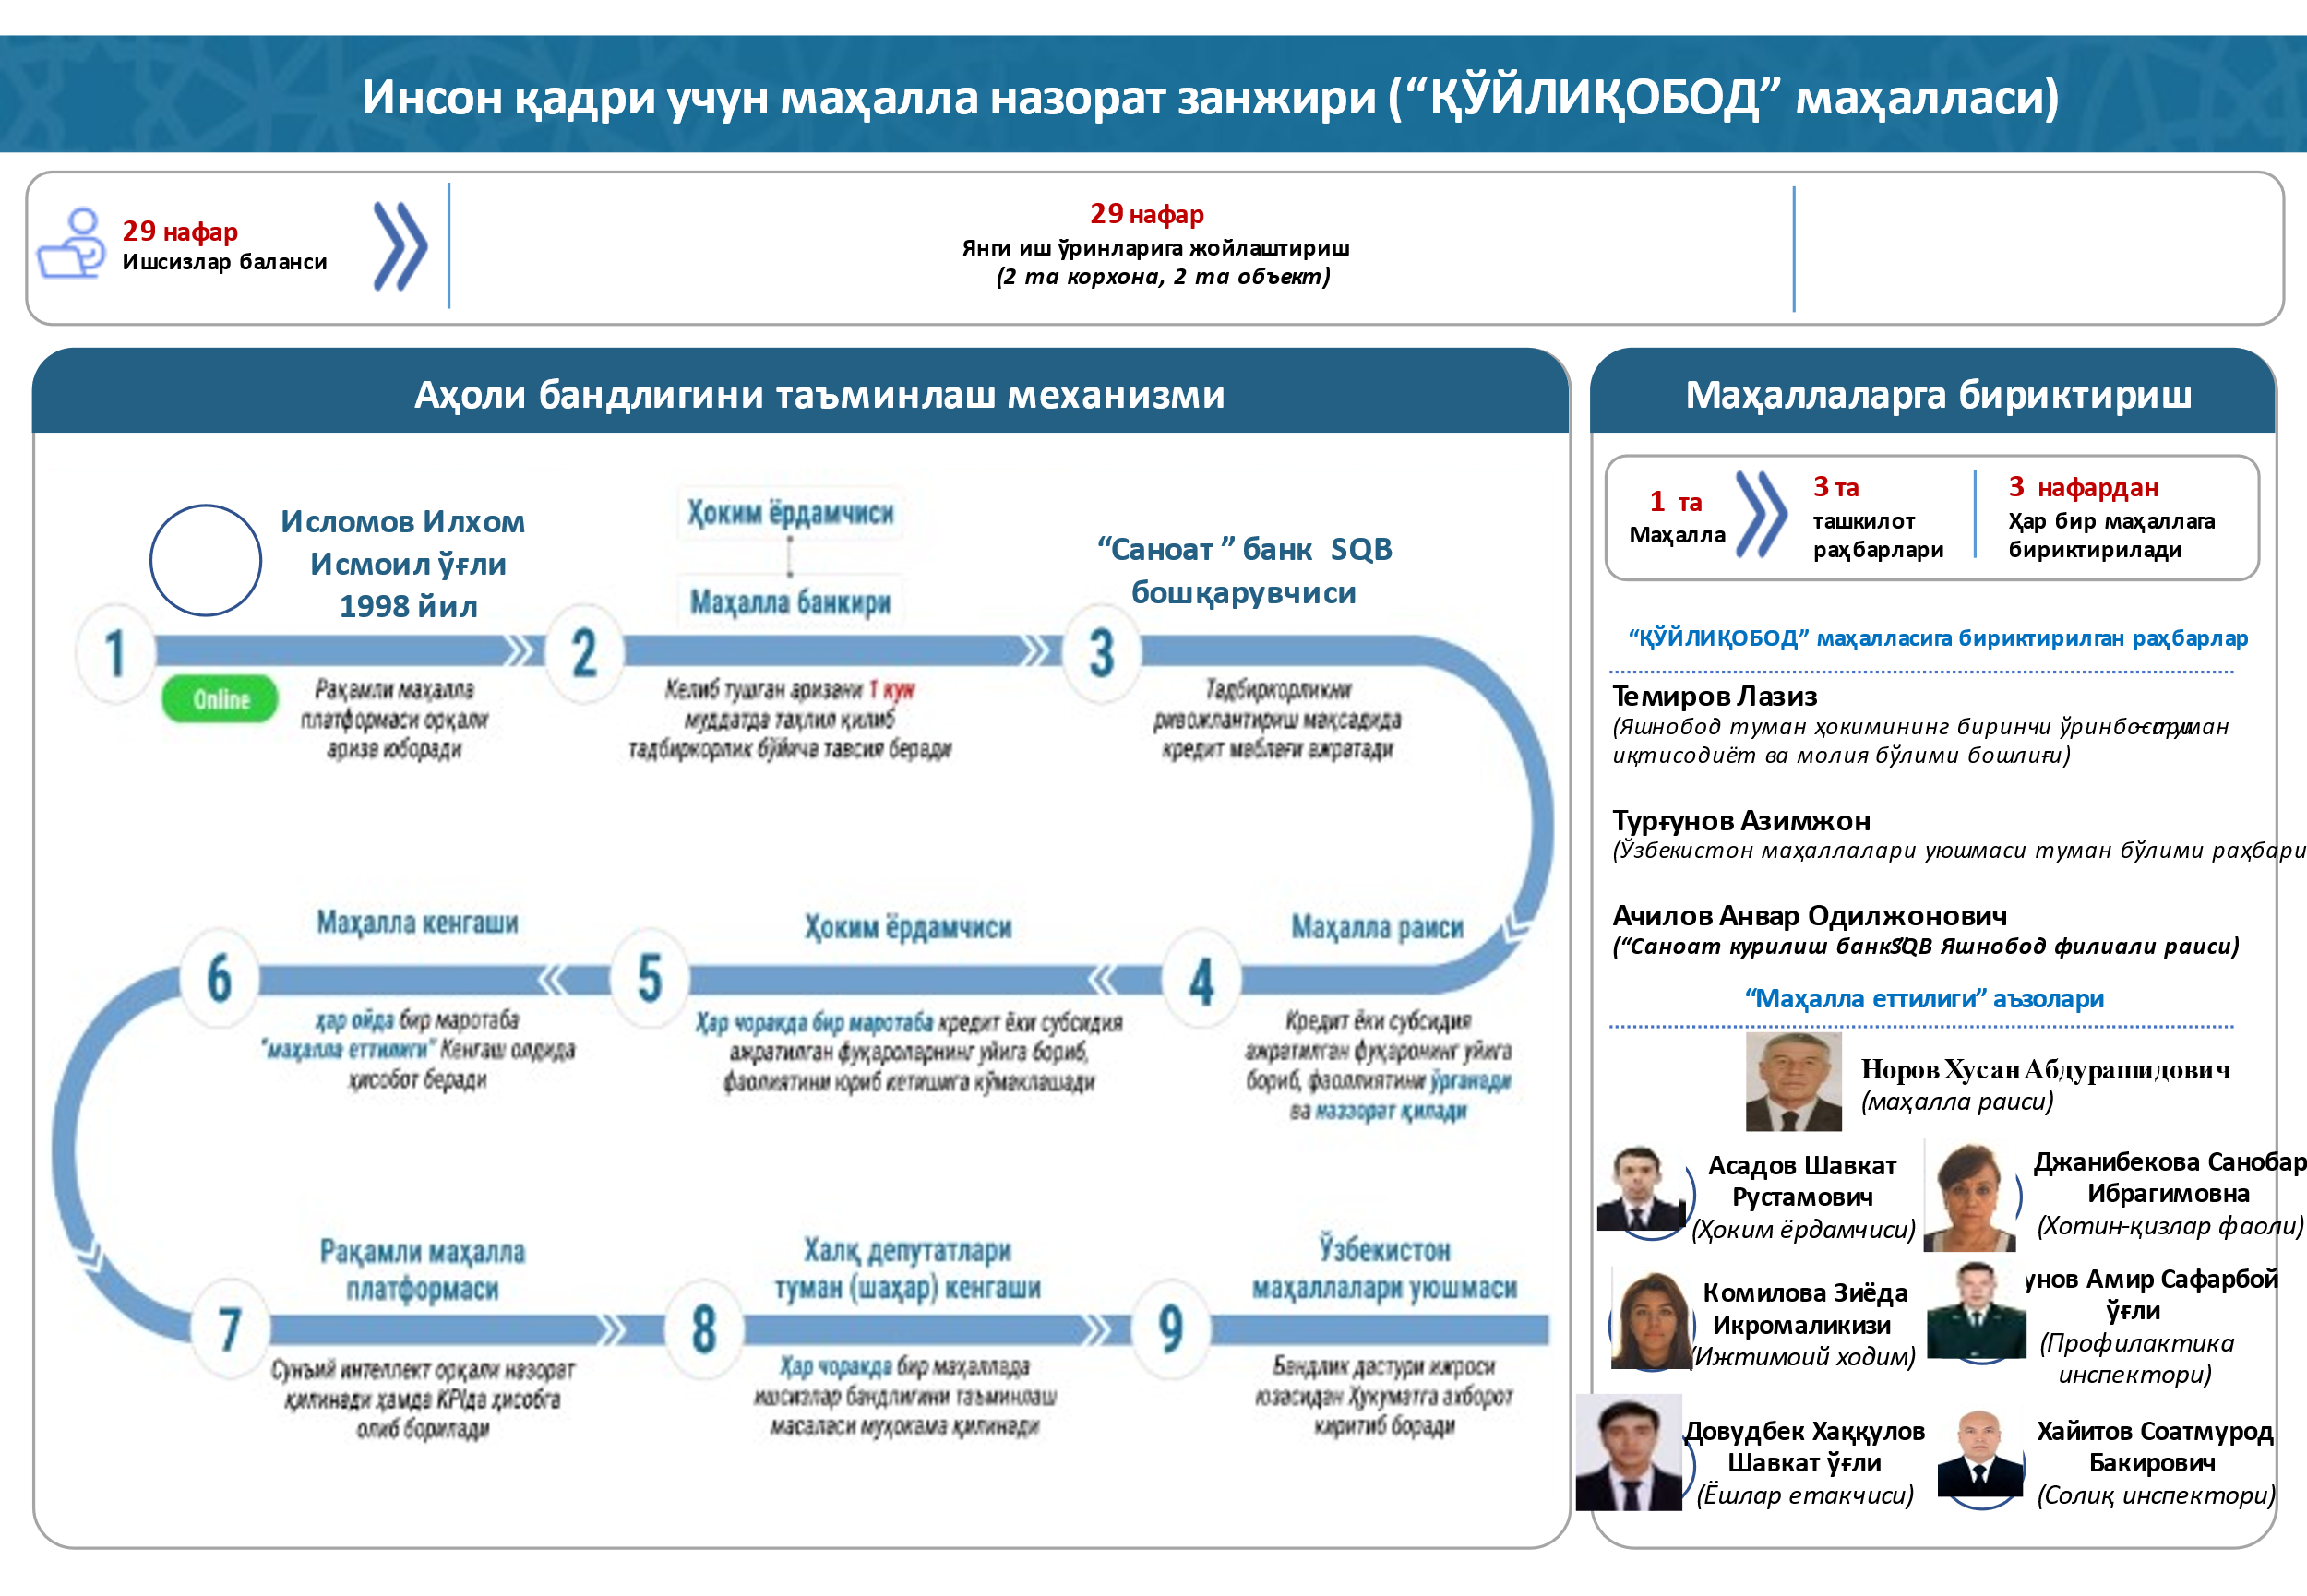 Инсон қадри учун маҳалла назорат занжири (“ҚЎЙЛИҚОБОД” маҳалласи)
29 нафар
Ишсизлар баланси
29 нафар
Янги иш ўринларига жойлаштириш
(2 та корхона, 2 та объект)
Аҳоли бандлигини таъминлаш механизми
Исломов Илхом
Исмоил ўғли
1998 йил
Ҳоким ёрдамчиси
Маҳалла банкири
“Саноат ” банк SQB
бошқарувчиси
1
2
3
Online
Рақамли маҳалла
платформаси орқали
ариза юборади
Келиб тушган аризани 1 кун
муддатда таҳлил қилиб
тадбиркорлик бўйича тавсия беради
Тадбиркорликни
ривожлантириш мақсадида
кредит маблағи ажратади
Маҳалла кенгаши
Ҳоким ёрдамчиси
Маҳалла раиси
6
5
4
ҳар ойда бир маротаба
“маҳалла еттилиги” Кенгаш олдида
ҳисобот беради
Ҳар чоракда бир маротаба кредит ёки субсидия
ажратилган фуқароларнинг уйига бориб,
фаолиятини юриб кетишига кўмаклашади
Кредит ёки субсидия
ажратилган фуқаронинг уйига
бориб, фаоллиятини ўрганади
ва наззорат қилади
Рақамли маҳалла
платформаси
Халқ депутатлари
туман (шаҳар) кенгаши
Ўзбекистон
маҳаллалари уюшмаси
7
8
9
Сунъий интеллект орқали назорат
қилинади ҳамда KPIда ҳисобга
олиб борилади
Ҳар чоракда бир маҳаллада
ишсизлар бандлигини таъминлаш
масаласи муҳокама қилинади
Бандлик дастури ижроси
юзасидан Ҳукуматга ахборот
киритиб боради
Маҳаллаларга бириктириш
1 та
Маҳалла
3 та
ташкилот
раҳбарлари
3 нафардан
Ҳар бир маҳаллага
бириктирилади
“ҚЎЙЛИҚОБОД” маҳалласига бириктирилган раҳбарлар
Темиров Лазиз
(Яшнобод туман ҳокимининг биринчи ўринбосари – туман
иқтисодиёт ва молия бўлими бошлиғи)
Турғунов Азимжон
(Ўзбекистон маҳаллалари уюшмаси туман бўлими раҳбари
Ачилов Анвар Одилжонович
(“Саноат курилиш банк” SQB Яшнобод филиали раиси)
“Маҳалла еттилиги” аъзолари
Норов Хусан Абдурашидович
(маҳалла раиси)
Асадов Шавкат
Рустамович
(Ҳоким ёрдамчиси)
Джанибекова Санобар
Ибрагимовна
(Хотин-қизлар фаоли)
Комилова Зиёда
Икромаликизи
(Ижтимоий ходим)
унов Амир Сафарбой
ўғли
(Профилактика
инспектори)
Довудбек Хаққулов
Шавкат ўғли
(Ёшлар етакчиси)
Хайитов Соатмурод
Бакирович
(Солиқ инспектори)